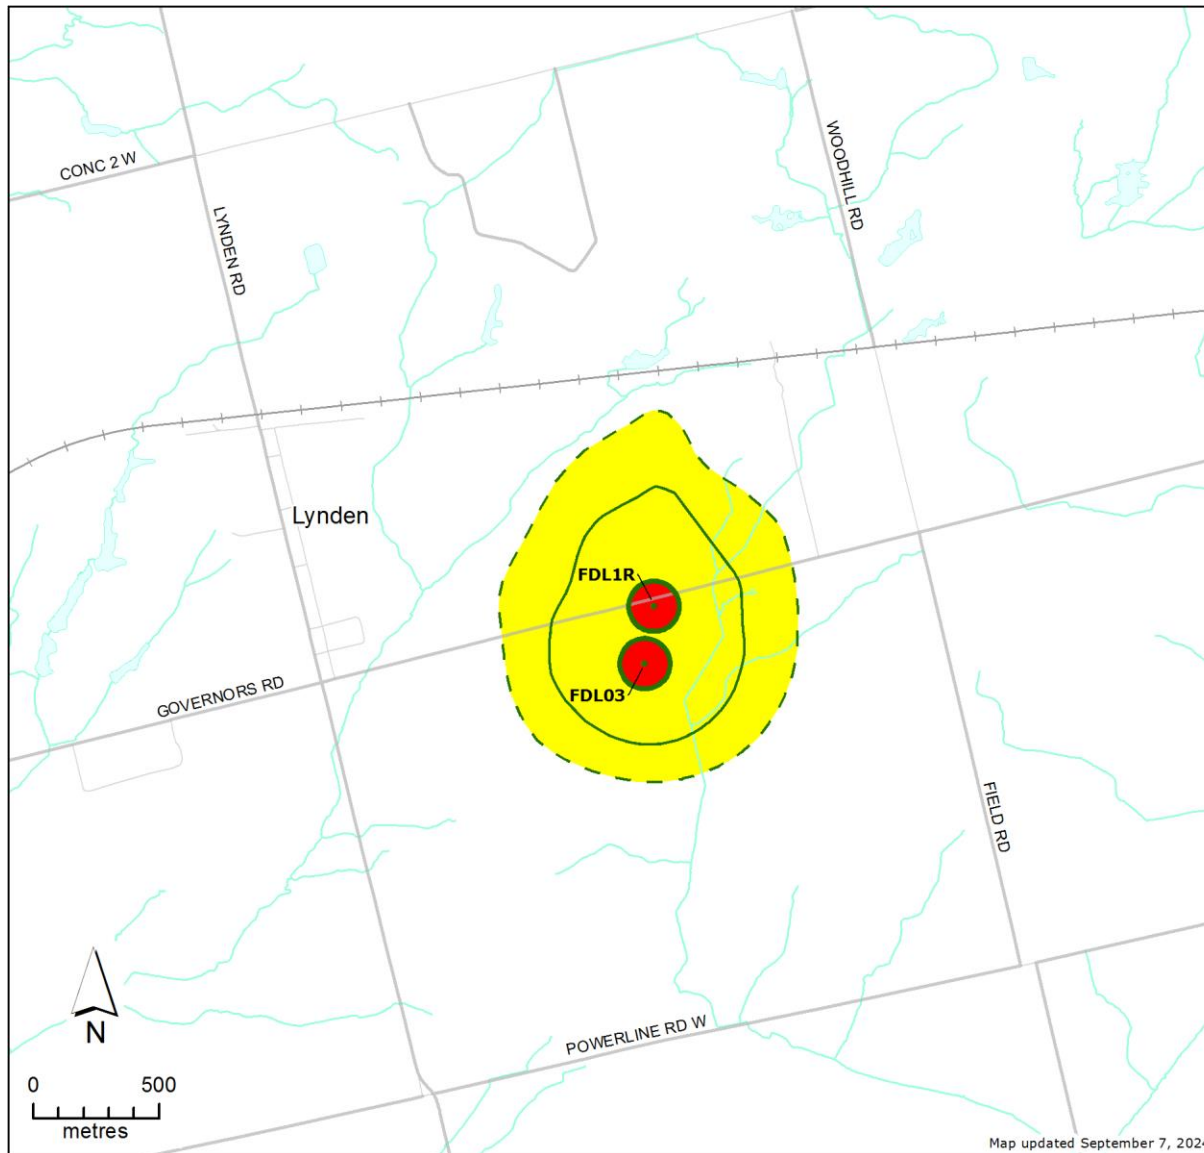 CONC 2 W
WOODHILL RD
LYNDEN RD
Lynden
FDL1R
FDL03
GOVERNORS RD
FIELD RD
POWERLINE RD W
N
0 500
metres
Map updated September 7, 2024